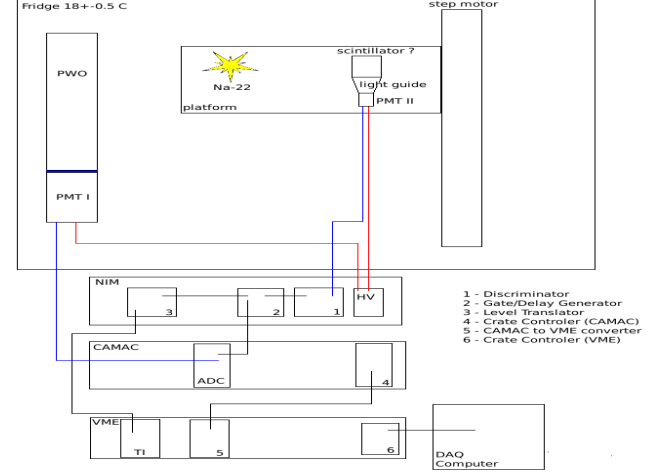 Fridge 18+-0.5 C
step motor
scintillator ?
PWO
Na-22
light guide
PMT II
platform
PMT I
NIM
HV
3
2
1
1 - Discriminator
2 - Gate/Delay Generator
3 - Level Translator
4 - Crate Controler (CAMAC)
5 - CAMAC to VME converter
6 - Crate Controler (VME)
CAMAC
ADC
4
VME
TI
5
6
DAQ
Computer